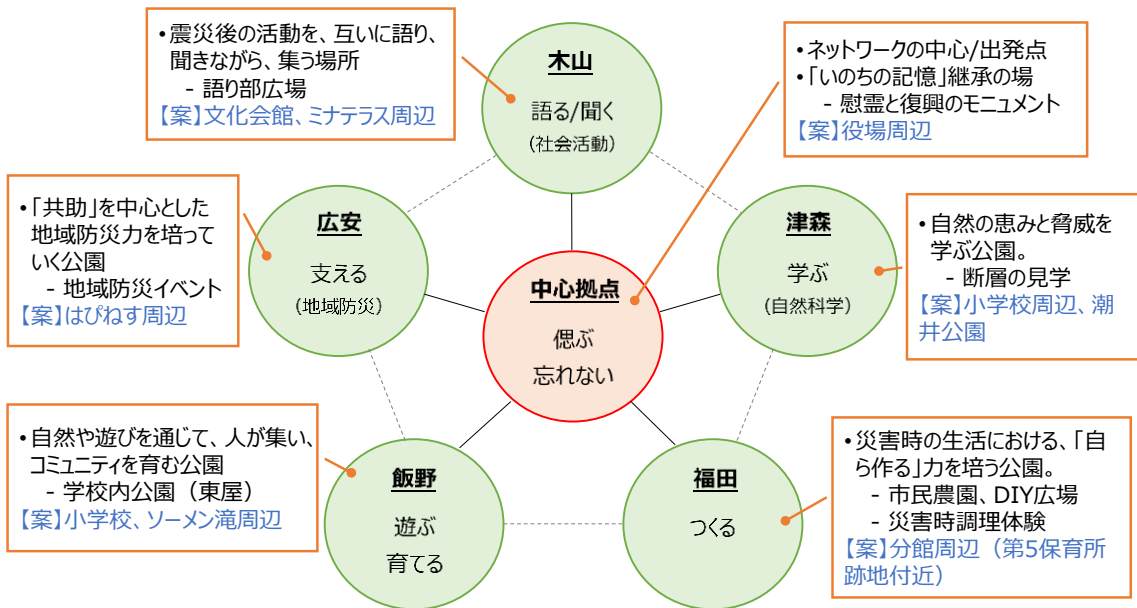 ・震災後の活動を、互いに語り、
聞きながら、集う場所
- 語り部広場
【案】文化会館、ミナテラス周辺
木山
語る/聞く
(社会活動)
・ネットワークの中心/出発点
・「いのちの記憶」継承の場
- 慰霊と復興のモニュメント
【案】役場周辺
・「共助」を中心とした
地域防災力を培って
いく公園
- 地域防災イベント
【案】はぴねす周辺
広安
支える
(地域防災)
中心拠点
偲ぶ
忘れない
津森
学ぶ
(自然科学)
・自然の恵みと脅威を
学ぶ公園。
- 断層の見学
【案】小学校周辺、潮
井公園
・自然や遊びを通じて、人が集い、
コミュニティを育む公園
- 学校内公園（東屋）
【案】小学校、ソーメン滝周辺
飯野
遊ぶ
育てる
福田
つくる
・災害時の生活における、「自
ら作る」力を培う公園。
- 市民農園、DIY広場
- 災害時調理体験
【案】分館周辺（第5保育所
跡地付近）